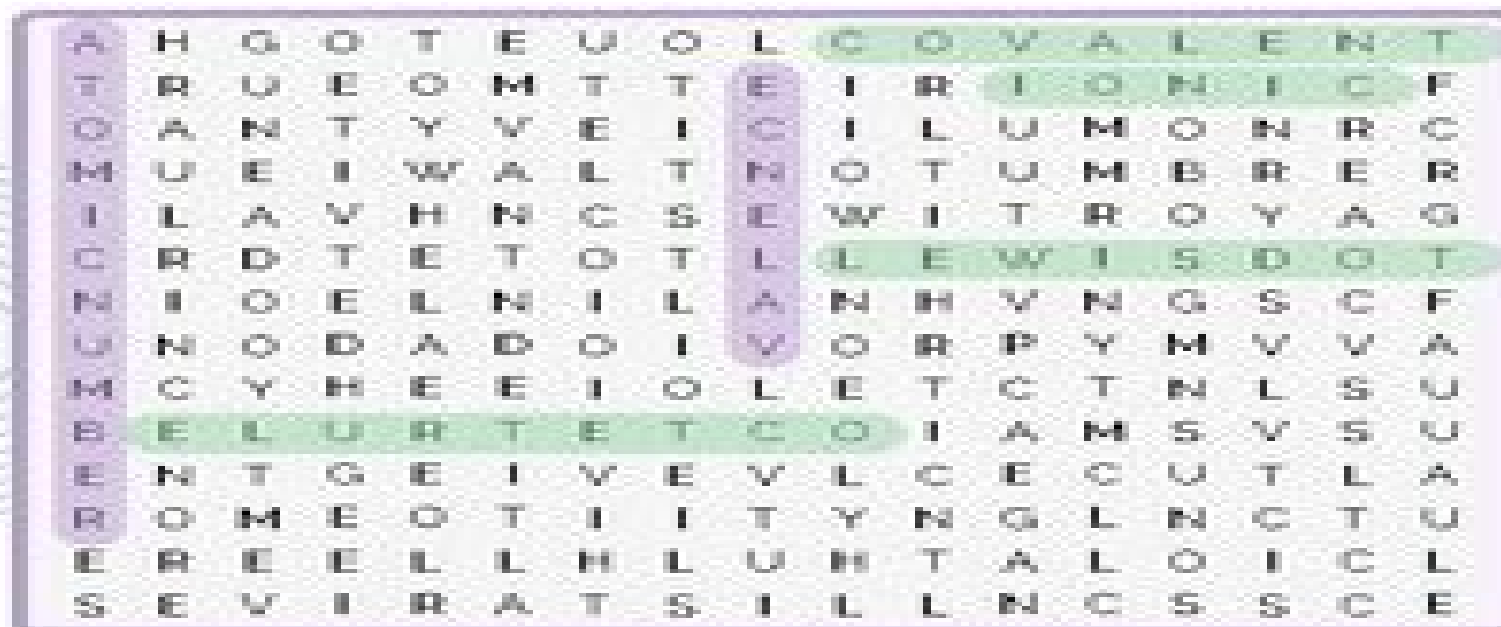 A H G O T E U O L C O V A L E N T
T R U E O M T T E I R I O N I C F
O A N T Y V E I C I L U M O N R C
M U E I W A L T N O T U M B R E R
I L A V H N C S E W I T R O Y A G
C R D T E T O T L L E W I S D O T
N I O E L N I L A N H V N G S C F
U N O D A D O I V O R P Y M V V A
M C Y H E E I O L E T C T N L S U
B E L U R T E T C O I A M S V S U
E N T G E I V E V L C E C U T L A
R O M E O T I I T Y N G L N C T U
E R E E L L H L U H T A L O I C L
S E V I R A T S I L L N C S S C E